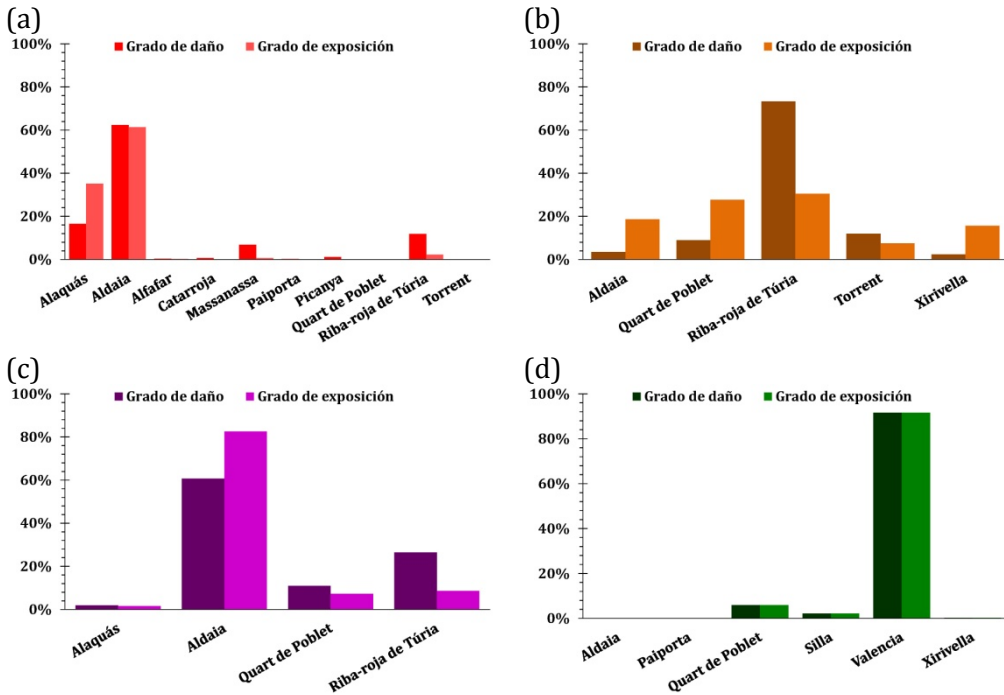 (a)
Grado de daño Grado de exposición
100%
80%
60%
40%
20%
0%
Alaquás
Aldaia
Alfafar
Catarroja
Massanassa
Paiporta
Picanya
Quart de Poblet
Riba-roja de Túria
Torrent
(b)
Grado de daño Grado de exposición
100%
80%
60%
40%
20%
0%
Aldaia
Quart de Poblet
Riba-roja de Túria
Torrent
Xirivella
(c)
Grado de daño Grado de exposición
100%
80%
60%
40%
20%
0%
Alaquás
Aldaia
Quart de Poblet
Riba-roja de Túria
(d)
Grado de daño Grado de exposición
100%
80%
60%
40%
20%
0%
Aldaia
Paiporta
Quart de Poblet
Silla
Valencia
Xirivella